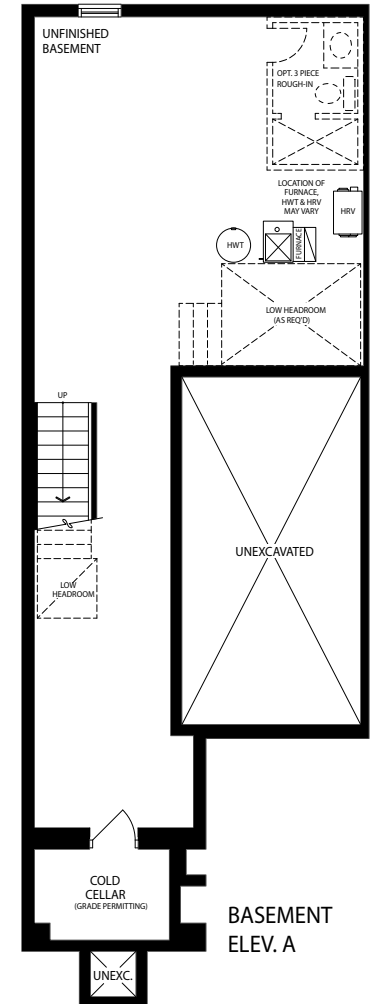 UNFINISHED
BASEMENT
OPT. 3 PIECE
ROUGH-IN
LOCATION OF
FURNACE,
HWT & HRV
MAY VARY
HRV
HWT
FURNACE
LOW HEADROOM
(AS REQ'D)
UP
UNEXCAVATED
LOW
HEADROOM
COLD
CELLAR
(GRADE PERMITTING)
BASEMENT
ELEV. A
UNEXC.